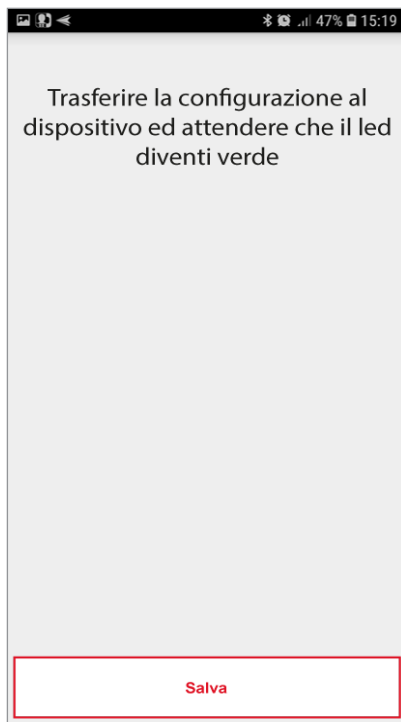 47% 15:19
Trasferire la configurazione al
dispositivo ed attendere che il led
diventi verde
Salva